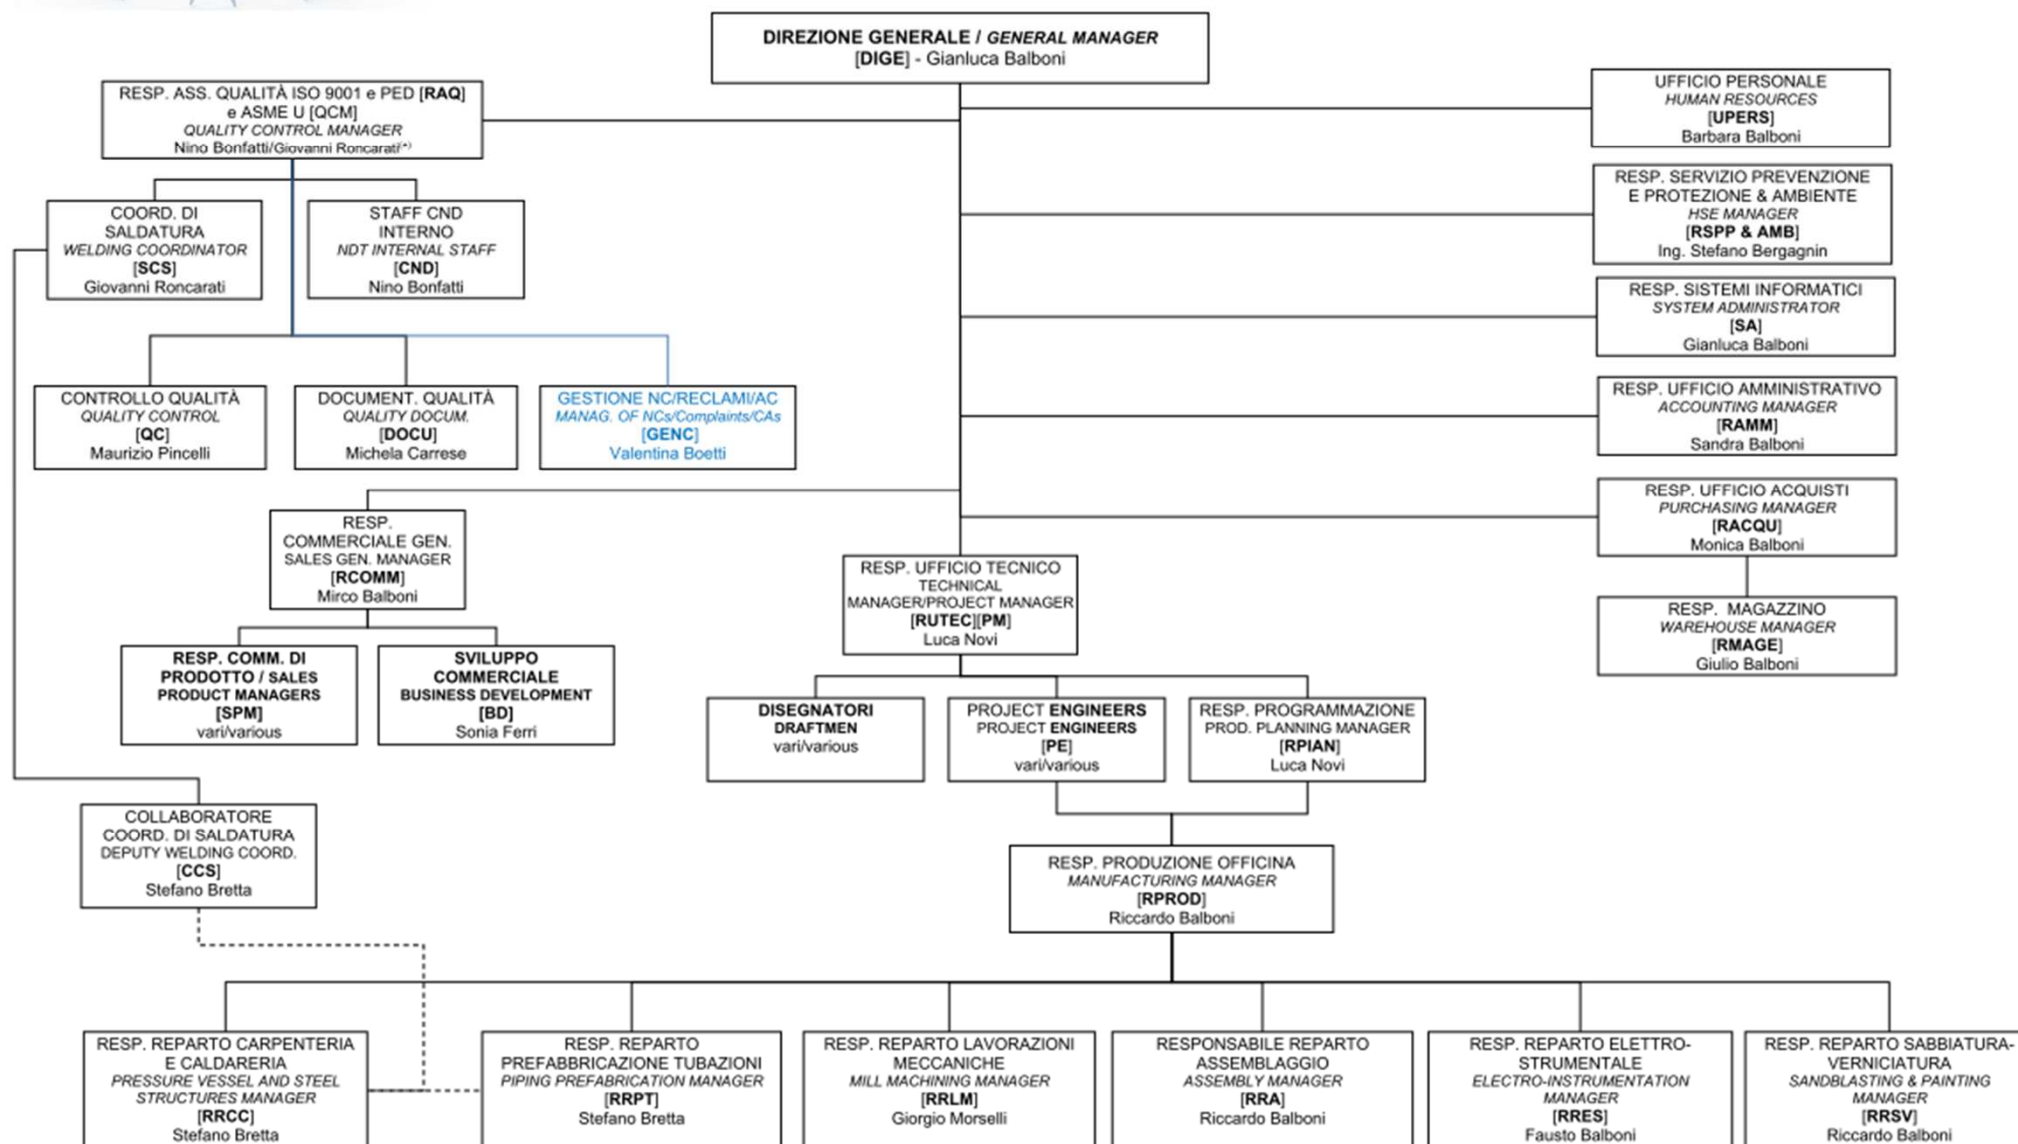 DIREZIONE GENERALE / GENERAL MANAGER
[DIGE] - Gianluca Balboni
RESP. ASS. QUALITÀ ISO 9001 e PED [RAQ]
e ASME U [QCM]
QUALITY CONTROL MANAGER
Nino Bonfatti/Giovanni Roncarati(*)
UFFICIO PERSONALE
HUMAN RESOURCES
[UPERS]
Barbara Balboni
RESP. SERVIZIO PREVENZIONE
E PROTEZIONE & AMBIENTE
HSE MANAGER
[RSPP & AMB]
Ing. Stefano Bergagnin
COORD. DI
SALDATURA
WELDING COORDINATOR
[SCS]
Giovanni Roncarati
STAFF CND
INTERNO
NDT INTERNAL STAFF
[CND]
Nino Bonfatti
RESP. SISTEMI INFORMATICI
SYSTEM ADMINISTRATOR
[SA]
Gianluca Balboni
CONTROLLO QUALITÀ
QUALITY CONTROL
[QC]
Maurizio Pincelli
DOCUMENT. QUALITÀ
QUALITY DOCUM.
[DOCU]
Michela Carrese
GESTIONE NC/RECLAMI/AC
MANAG. OF NCs/Complaints/CAs
[GENC]
Valentina Boetti
RESP. UFFICIO AMMINISTRATIVO
ACCOUNTING MANAGER
[RAMM]
Sandra Balboni
RESP. UFFICIO ACQUISTI
PURCHASING MANAGER
[RACQU]
Monica Balboni
RESP.
COMMERCIALE GEN.
SALES GEN. MANAGER
[RCOMM]
Mirco Balboni
RESP. UFFICIO TECNICO
TECHNICAL
MANAGER/PROJECT MANAGER
[RUTEC][PM]
Luca Novi
RESP. MAGAZZINO
WAREHOUSE MANAGER
[RMAGE]
Giulio Balboni
RESP. COMM. DI
PRODOTTO / SALES
PRODUCT MANAGERS
[SPM]
vari/various
SVILUPPO
COMMERCIALE
BUSINESS DEVELOPMENT
[BD]
Sonia Ferri
DISEGNATORI
DRAFTMEN
vari/various
PROJECT ENGINEERS
PROJECT ENGINEERS
[PE]
vari/various
RESP. PROGRAMMAZIONE
PROD. PLANNING MANAGER
[RPIAN]
Luca Novi
COLLABORATORE
COORD. DI SALDATURA
DEPUTY WELDING COORD.
[CCS]
Stefano Bretta
RESP. PRODUZIONE OFFICINA
MANUFACTURING MANAGER
[RPROD]
Riccardo Balboni
RESP. REPARTO CARPENTERIA
E CALDARERIA
PRESSURE VESSEL AND STEEL
STRUCTURES MANAGER
[RRCC]
Stefano Bretta
RESP. REPARTO
PREFABBRICAZIONE TUBAZIONI
PIPING PREFABRICATION MANAGER
[RRPT]
Stefano Bretta
RESP. REPARTO LAVORAZIONI
MECCANICHE
MILL MACHINING MANAGER
[RRLM]
Giorgio Morselli
RESPONSABILE REPARTO
ASSEMBLAGGIO
ASSEMBLY MANAGER
[RRA]
Riccardo Balboni
RESP. REPARTO ELETTRO-
STRUMENTALE
ELECTRO-INSTRUMENTATION
MANAGER
[RRES]
Fausto Balboni
RESP. REPARTO SABBIATURA-
VERNICIATURA
SANDBLASTING & PAINTING
MANAGER
[RRSV]
Riccardo Balboni